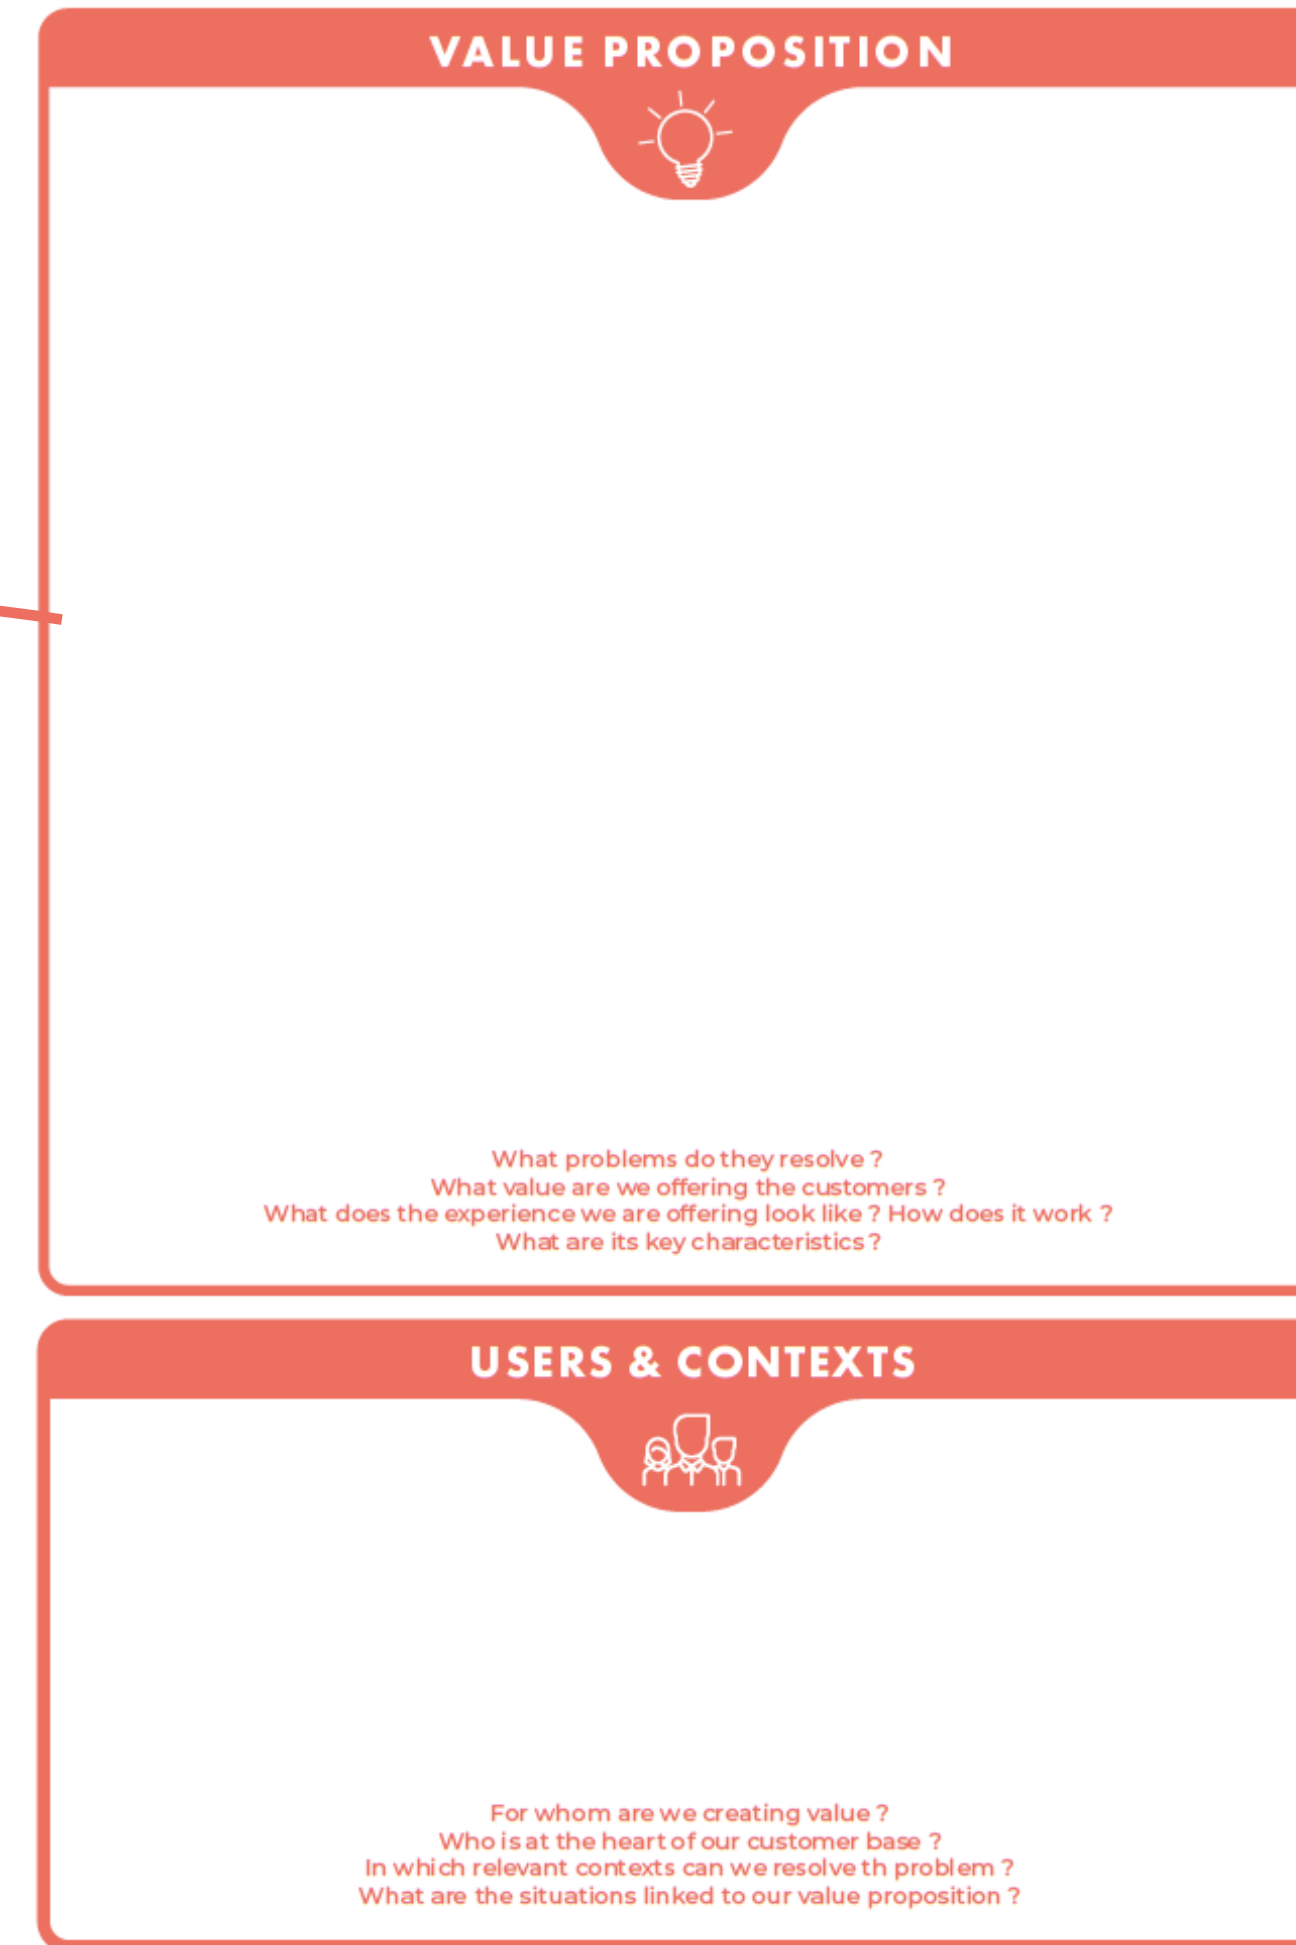 VALUE PROPOSITION
What problems do they resolve ?
What value are we offering the customers ?
What does the experience we are offering look like ? How does it work ?
What are its key characteristics ?
USERS & CONTEXTS
For whom are we creating value ?
Who is at the heart of our customer base ?
In which relevant contexts can we resolve th problem ?
What are the situations linked to our value proposition ?